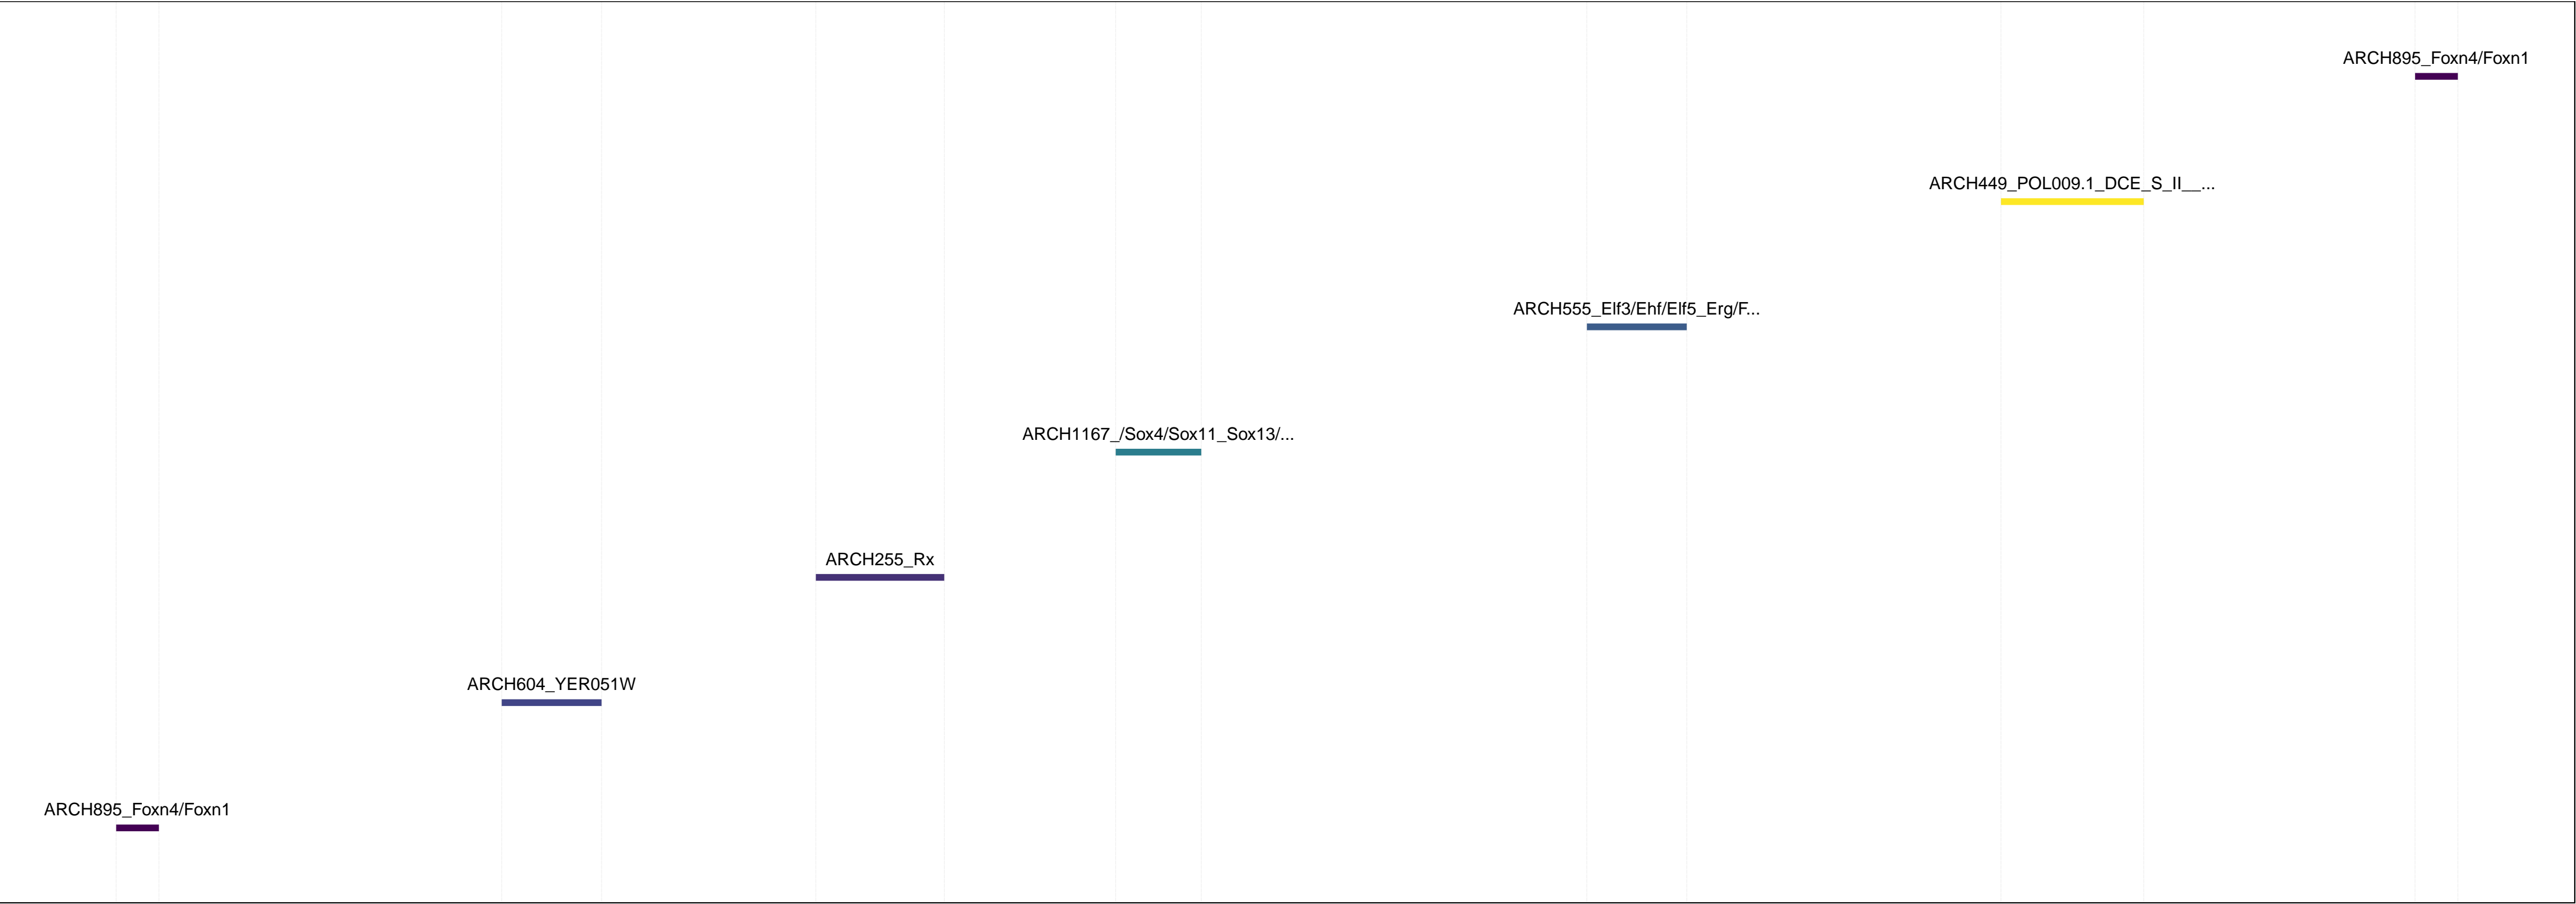 ARCH895_Foxn4/Foxn1
ARCH449_POL009.1_DCE_S_II__...
ARCH555_Elf3/Ehf/Elf5_Erg/F...
ARCH1167_/Sox4/Sox11_Sox13/...
ARCH255_Rx
ARCH604_YER051W
ARCH895_Foxn4/Foxn1